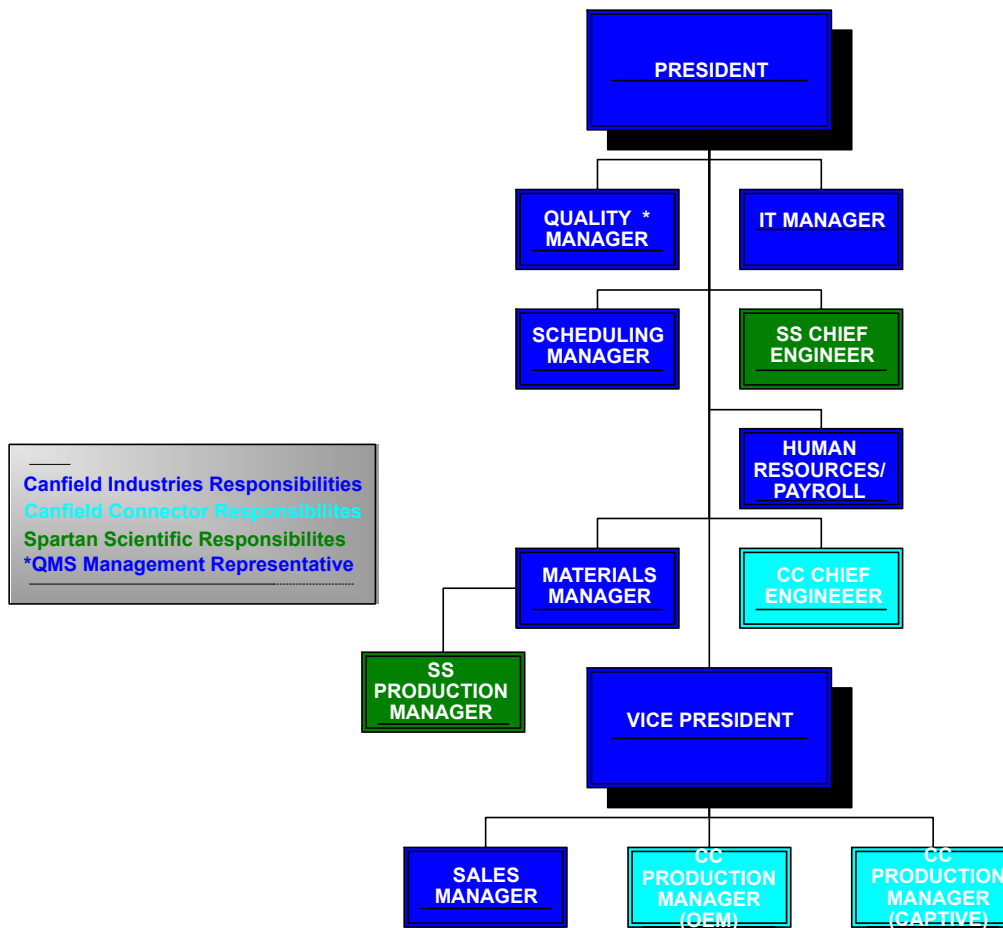 PRESIDENT
QUALITY *
MANAGER
IT MANAGER
SCHEDULING
MANAGER
SS CHIEF
ENGINEER
HUMAN
RESOURCES/
PAYROLL
Canfield Industries Responsibilities
Canfield Connector Responsibilites
Spartan Scientific Responsibilites
*QMS Management Representative
MATERIALS
MANAGER
CC CHIEF
ENGINEEER
SS
PRODUCTION
MANAGER
VICE PRESIDENT
SALES
MANAGER
CC
PRODUCTION
MANAGER
(OEM)
CC
PRODUCTION
MANAGER
(CAPTIVE)